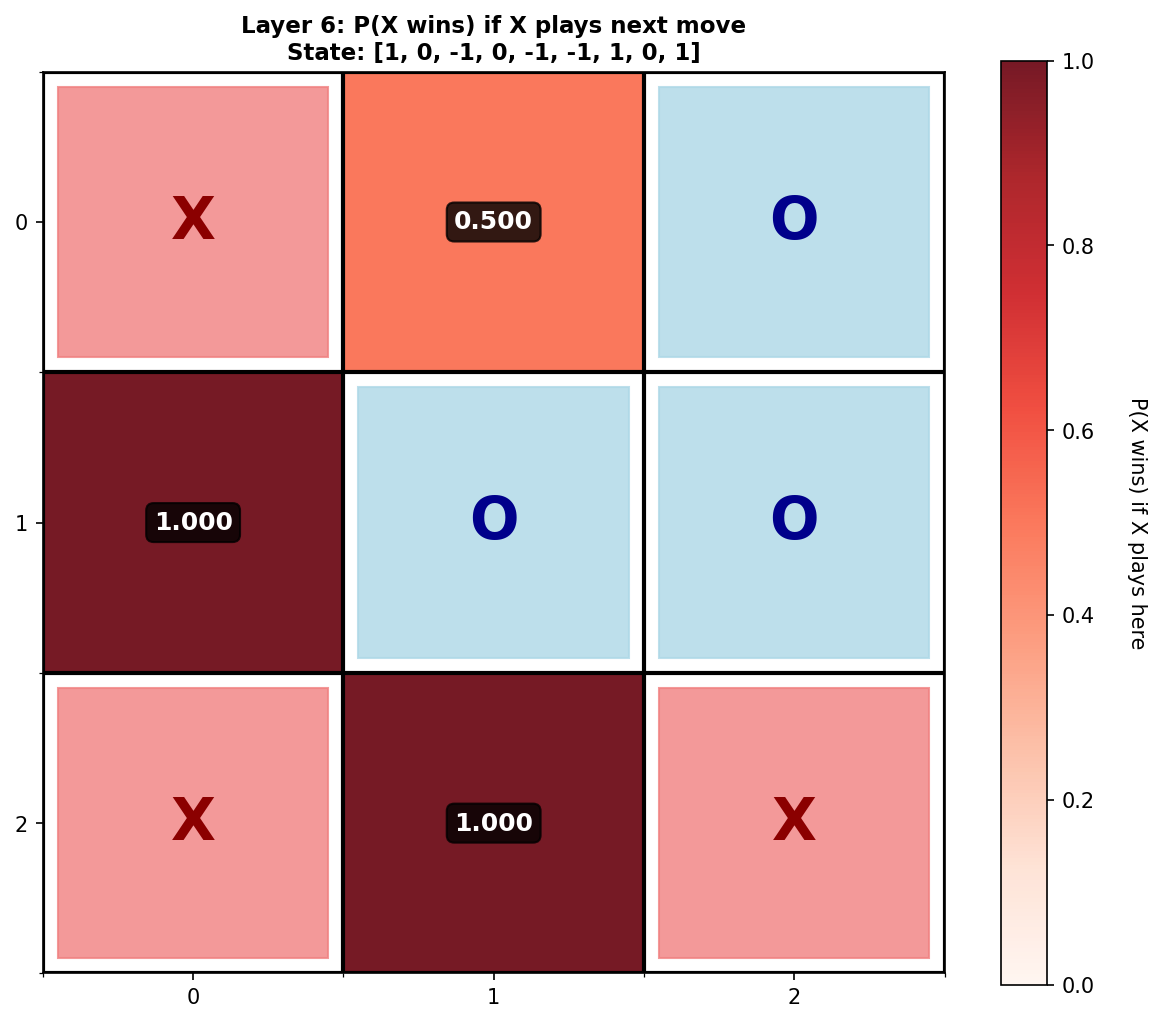 Layer 6: P(X wins) if X plays next move
State: [1, 0, -1, 0, -1, -1, 1, 0, 1]
X
0.500
O
1.000
O
O
X
1.000
X
0
1
2
0
1
2
1.0
0.8
0.6
0.4
0.2
0.0
P(X wins) if X plays here